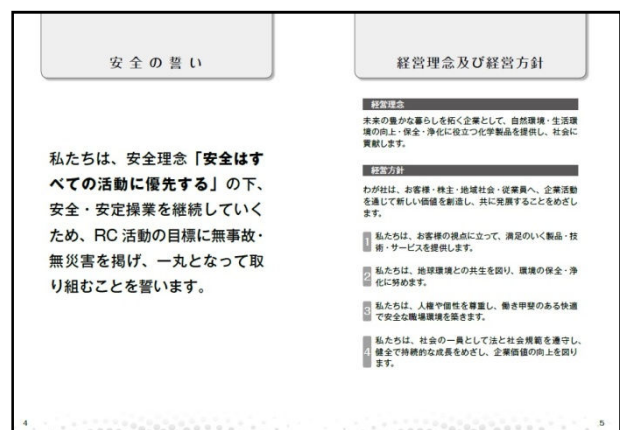 安全の誓い
私たちは、安全理念「安全はす
べての活動に優先する」の下、
安全・安定操業を継続していく
ため、RC 活動の目標に無事故・
無災害を掲げ、一丸となって取
り組むことを誓います。
4
経営理念及び経営方針
経営理念
未来の豊かな暮らしを拓く企業として、自然環境・生活環
境の向上・保全・浄化に役立つ化学製品を提供し、社会に
貢献します。
経営方針
わが社は、お客様・株主・地域社会・従業員へ、企業活動
を通じて新しい価値を創造し、共に発展することをめざし
ます。
1 私たちは、お客様の視点に立って、満足のいく製品・技
術・サービスを提供します。
2 私たちは、地球環境との共生を図り、環境の保全・浄
化に努めます。
3 私たちは、人権や個性を尊重し、働き甲斐のある快適
で安全な職場環境を築きます。
4 私たちは、社会の一員として法と社会規範を遵守し、
健全で持続的な成長をめざし、企業価値の向上を図り
ます。
5